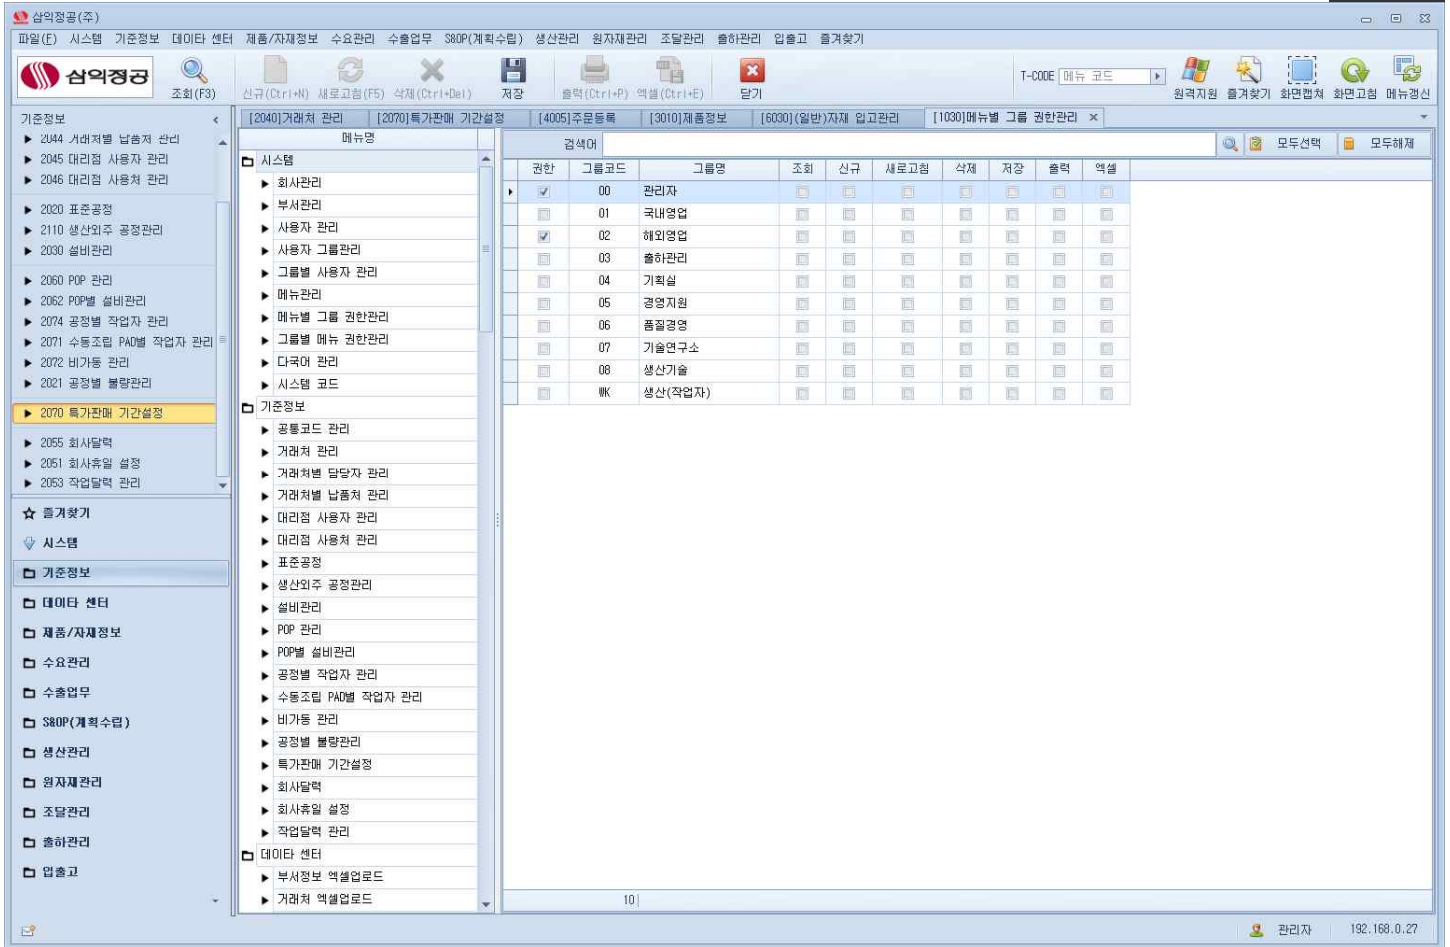 삼익정공(주)
파일(F) 시스템 기준정보 데이타 센터 제품/자재정보 수요관리 수출업무 S&OP(계획수립) 생산관리 원자재관리 조달관리 출하관리 입출고 즐겨찾기
삼익정공
조회(F3)
신규(Ctrl+N)
새로고침(F5)
삭제(Ctrl+Del)
저장
출력(Ctrl+P)
엑셀(Ctrl+E)
닫기
T-CODE 메뉴 코드
원격지원
즐겨찾기
화면캡쳐
화면고침
메뉴갱신
기준정보
2044 거래처별 납품처 관리
2045 대리점 사용자 관리
2046 대리점 사용처 관리
2020 표준공정
2110 생산외주 공정관리
2030 설비관리
2060 POP 관리
2062 POP별 설비관리
2074 공정별 작업자 관리
2071 수동조립 PAD별 작업자 관리
2072 비가동 관리
2021 공정별 불량관리
2070 특가판매 기간설정
2055 회사달력
2051 회사휴일 설정
2053 작업달력 관리
즐겨찾기
시스템
기준정보
데이타 센터
제품/자재정보
수요관리
수출업무
S&OP(계획수립)
생산관리
원자재관리
조달관리
출하관리
입출고
[2040]거래처 관리
[2070]특가판매 기간설정
[4005]주문등록
[3010]제품정보
[6030](일반)자재 입고관리
[1030]메뉴별 그룹 권한관리
메뉴명
시스템
회사관리
부서관리
사용자 관리
사용자 그룹관리
그룹별 사용자 관리
메뉴관리
메뉴별 그룹 권한관리
그룹별 메뉴 권한관리
다국어 관리
시스템 코드
기준정보
공통코드 관리
거래처 관리
거래처별 담당자 관리
거래처별 납품처 관리
대리점 사용자 관리
대리점 사용처 관리
표준공정
생산외주 공정관리
설비관리
POP 관리
POP별 설비관리
공정별 작업자 관리
수동조립 PAD별 작업자 관리
비가동 관리
공정별 불량관리
특가판매 기간설정
회사달력
회사휴일 설정
작업달력 관리
데이타 센터
부서정보 엑셀업로드
거래처 엑셀업로드
검색어
모두선택
모두해제
권한 그룹코드 그룹명 조회 신규 새로고침 삭제 저장 출력 엑셀
00 관리자
01 국내영업
02 해외영업
03 출하관리
04 기획실
05 경영지원
06 품질경영
07 기술연구소
08 생산기술
WK 생산(작업자)
10
관리자
192.168.0.27